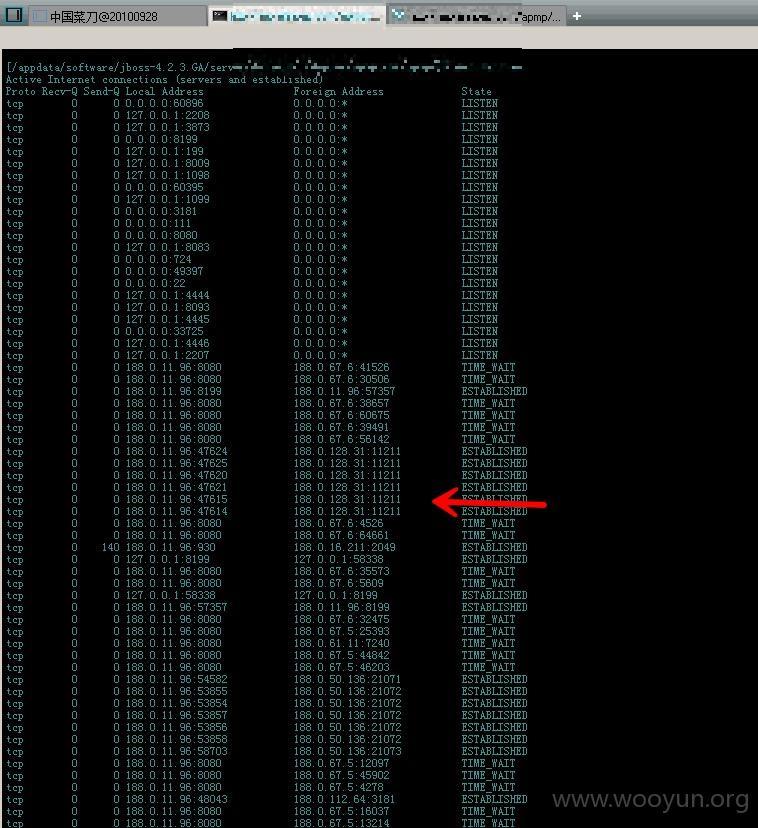 中国菜刀@20100928
apmp/...
[/appdata/software/jboss-4.2.3.GA/serv
Active Internet connections (servers and established)
Proto Recv-Q Send-Q Local Address Foreign Address State
tcp 0 0 0.0.0.0:60896 0.0.0.0:* LISTEN
tcp 0 0 127.0.0.1:2208 0.0.0.0:* LISTEN
tcp 0 0 127.0.0.1:3873 0.0.0.0:* LISTEN
tcp 0 0 0.0.0.0:8199 0.0.0.0:* LISTEN
tcp 0 0 127.0.0.1:199 0.0.0.0:* LISTEN
tcp 0 0 127.0.0.1:8009 0.0.0.0:* LISTEN
tcp 0 0 127.0.0.1:1098 0.0.0.0:* LISTEN
tcp 0 0 0.0.0.0:60395 0.0.0.0:* LISTEN
tcp 0 0 127.0.0.1:1099 0.0.0.0:* LISTEN
tcp 0 0 0.0.0.0:3181 0.0.0.0:* LISTEN
tcp 0 0 0.0.0.0:111 0.0.0.0:* LISTEN
tcp 0 0 0.0.0.0:8080 0.0.0.0:* LISTEN
tcp 0 0 127.0.0.1:8083 0.0.0.0:* LISTEN
tcp 0 0 0.0.0.0:724 0.0.0.0:* LISTEN
tcp 0 0 0.0.0.0:49397 0.0.0.0:* LISTEN
tcp 0 0 0.0.0.0:22 0.0.0.0:* LISTEN
tcp 0 0 127.0.0.1:4444 0.0.0.0:* LISTEN
tcp 0 0 127.0.0.1:8093 0.0.0.0:* LISTEN
tcp 0 0 127.0.0.1:4445 0.0.0.0:* LISTEN
tcp 0 0 0.0.0.0:33725 0.0.0.0:* LISTEN
tcp 0 0 127.0.0.1:4446 0.0.0.0:* LISTEN
tcp 0 0 127.0.0.1:2207 0.0.0.0:* LISTEN
tcp 0 0 188.0.11.96:8080 188.0.67.6:41526 TIME_WAIT
tcp 0 0 188.0.11.96:8080 188.0.67.6:30506 TIME_WAIT
tcp 0 0 188.0.11.96:8199 188.0.11.96:57357 ESTABLISHED
tcp 0 0 188.0.11.96:8080 188.0.67.6:38657 TIME_WAIT
tcp 0 0 188.0.11.96:8080 188.0.67.6:60675 TIME_WAIT
tcp 0 0 188.0.11.96:8080 188.0.67.6:39491 TIME_WAIT
tcp 0 0 188.0.11.96:8080 188.0.67.6:56142 TIME_WAIT
tcp 0 0 188.0.11.96:47624 188.0.128.31:11211 ESTABLISHED
tcp 0 0 188.0.11.96:47625 188.0.128.31:11211 ESTABLISHED
tcp 0 0 188.0.11.96:47620 188.0.128.31:11211 ESTABLISHED
tcp 0 0 188.0.11.96:47621 188.0.128.31:11211 ESTABLISHED
tcp 0 0 188.0.11.96:47615 188.0.128.31:11211 ESTABLISHED
tcp 0 0 188.0.11.96:47614 188.0.128.31:11211 ESTABLISHED
tcp 0 0 188.0.11.96:8080 188.0.67.6:4526 TIME_WAIT
tcp 0 0 188.0.11.96:8080 188.0.67.6:64661 TIME_WAIT
tcp 0 140 188.0.11.96:930 188.0.16.211:2049 ESTABLISHED
tcp 0 0 127.0.0.1:8199 127.0.0.1:58338 ESTABLISHED
tcp 0 0 188.0.11.96:8080 188.0.67.6:35573 TIME_WAIT
tcp 0 0 188.0.11.96:8080 188.0.67.6:5609 TIME_WAIT
tcp 0 0 127.0.0.1:58338 127.0.0.1:8199 ESTABLISHED
tcp 0 0 188.0.11.96:57357 188.0.11.96:8199 ESTABLISHED
tcp 0 0 188.0.11.96:8080 188.0.67.6:32475 TIME_WAIT
tcp 0 0 188.0.11.96:8080 188.0.67.5:25393 TIME_WAIT
tcp 0 0 188.0.11.96:8080 188.0.61.11:7240 TIME_WAIT
tcp 0 0 188.0.11.96:8080 188.0.67.5:44842 TIME_WAIT
tcp 0 0 188.0.11.96:8080 188.0.67.5:46203 TIME_WAIT
tcp 0 0 188.0.11.96:54582 188.0.50.136:21071 ESTABLISHED
tcp 0 0 188.0.11.96:53855 188.0.50.136:21072 ESTABLISHED
tcp 0 0 188.0.11.96:53854 188.0.50.136:21072 ESTABLISHED
tcp 0 0 188.0.11.96:53857 188.0.50.136:21072 ESTABLISHED
tcp 0 0 188.0.11.96:53856 188.0.50.136:21072 ESTABLISHED
tcp 0 0 188.0.11.96:53858 188.0.50.136:21072 ESTABLISHED
tcp 0 0 188.0.11.96:58703 188.0.50.136:21073 ESTABLISHED
tcp 0 0 188.0.11.96:8080 188.0.67.5:12097 TIME_WAIT
tcp 0 0 188.0.11.96:8080 188.0.67.5:45902 TIME_WAIT
tcp 0 0 188.0.11.96:8080 188.0.67.5:4278 TIME_WAIT
tcp 0 0 188.0.11.96:48043 188.0.112.64:3181 ESTABLISHED
tcp 0 0 188.0.11.96:8080 188.0.67.5:16037 TIME_WAIT
tcp 0 0 188.0.11.96:8080 188.0.67.5:13214 TIME_WAIT
www.wooyun.org